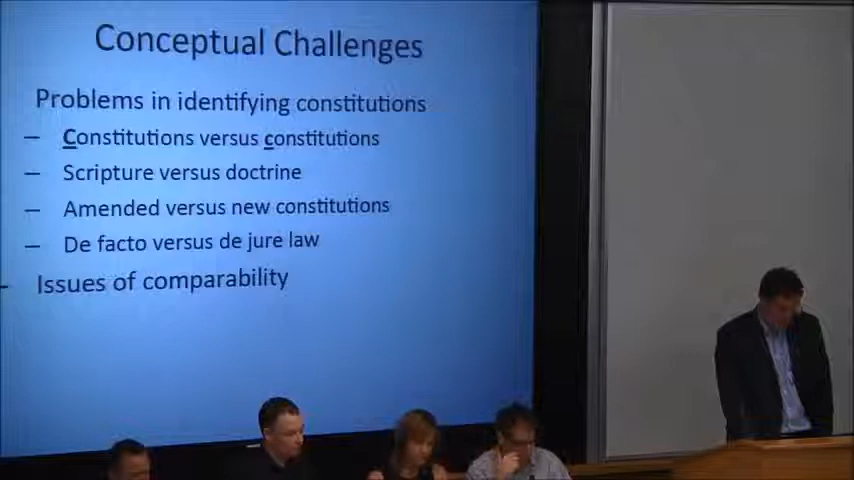 Conceptual Challenges
Problems in identifying constitutions
– Constitutions versus constitutions
– Scripture versus doctrine
– Amended versus new constitutions
– De facto versus de jure law
- Issues of comparability